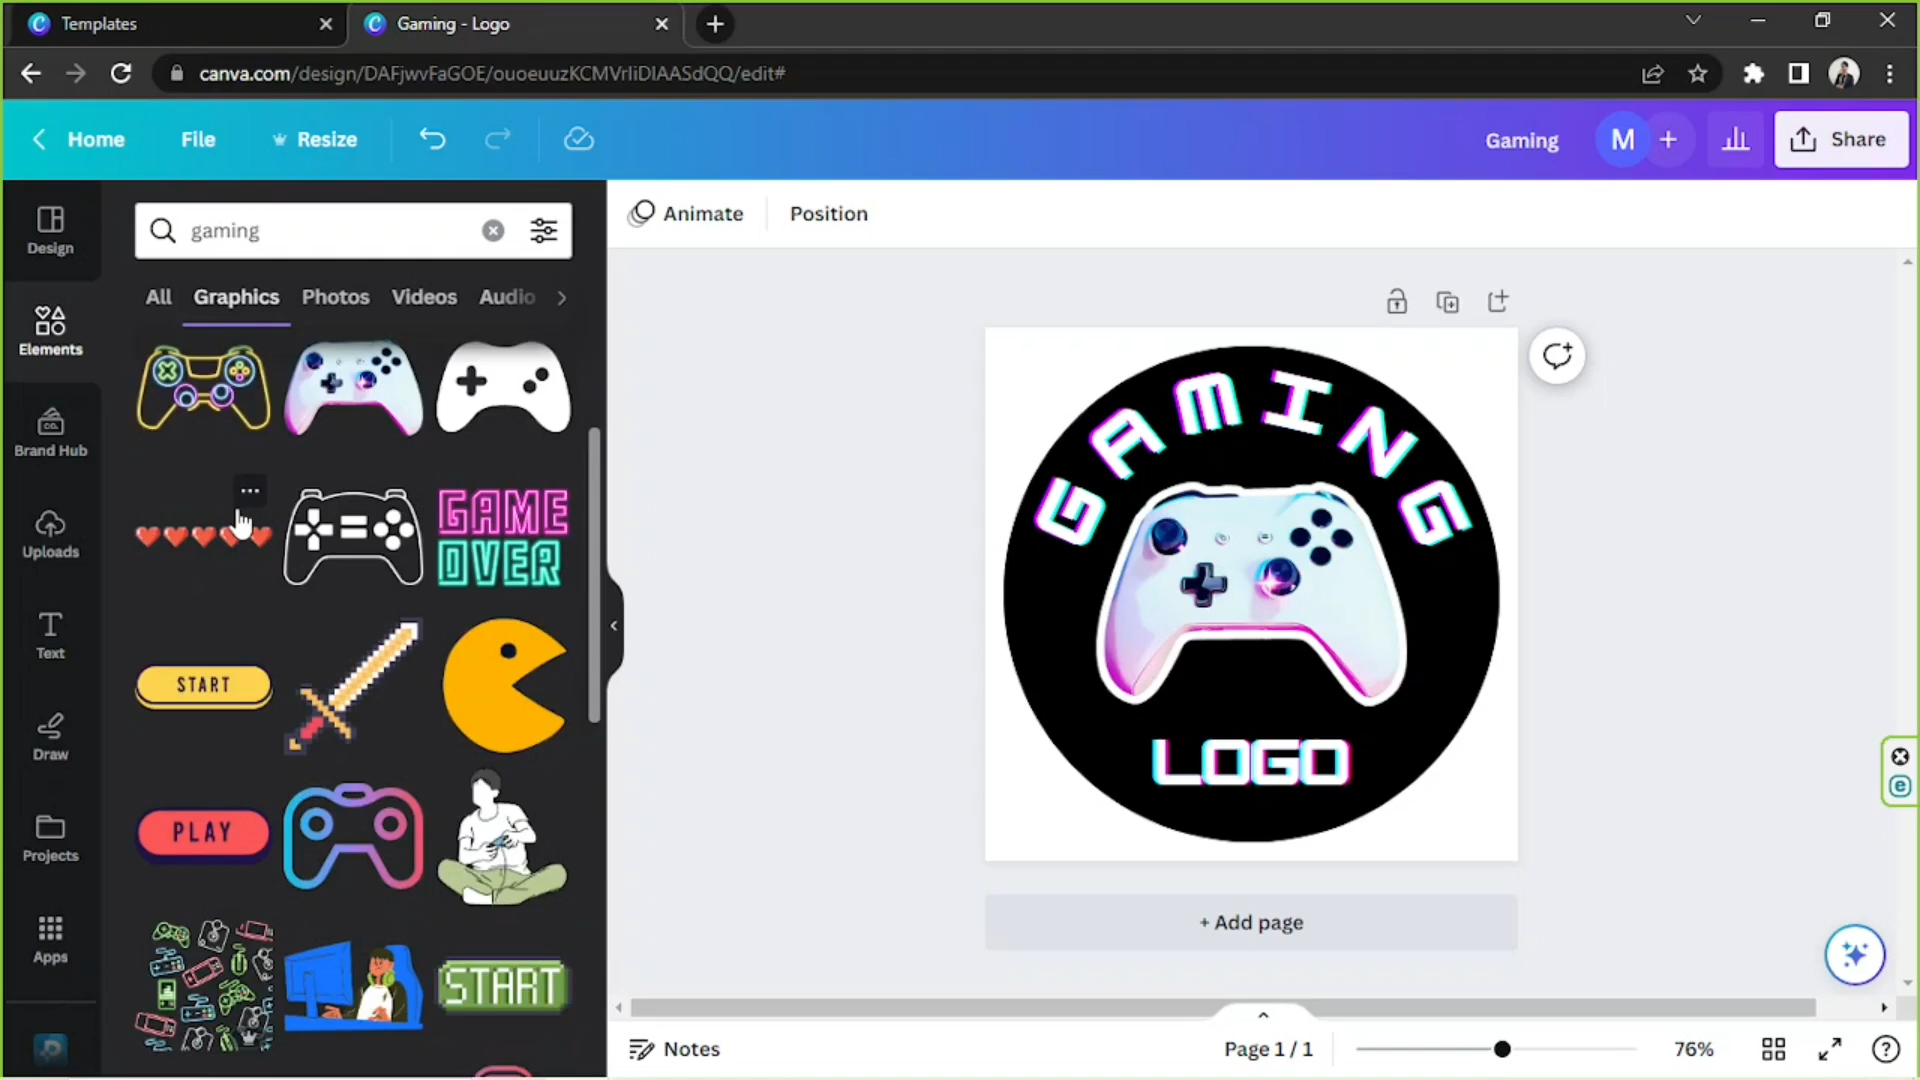 Templates
Gaming - Logo
canva.com/design/DAFjwvFaGOE/ouoeuuzKCMVrIiDIAASdQQ/edit#
Home
File
Resize
Gaming
M
Share
Design
Elements
Brand Hub
Uploads
Text
Draw
Projects
Apps
gaming
All
Graphics
Photos
Videos
Audio
GAME
OVER
START
PLAY
START
Animate
Position
GAMING
LOGO
+ Add page
Notes
Page 1 / 1
76%